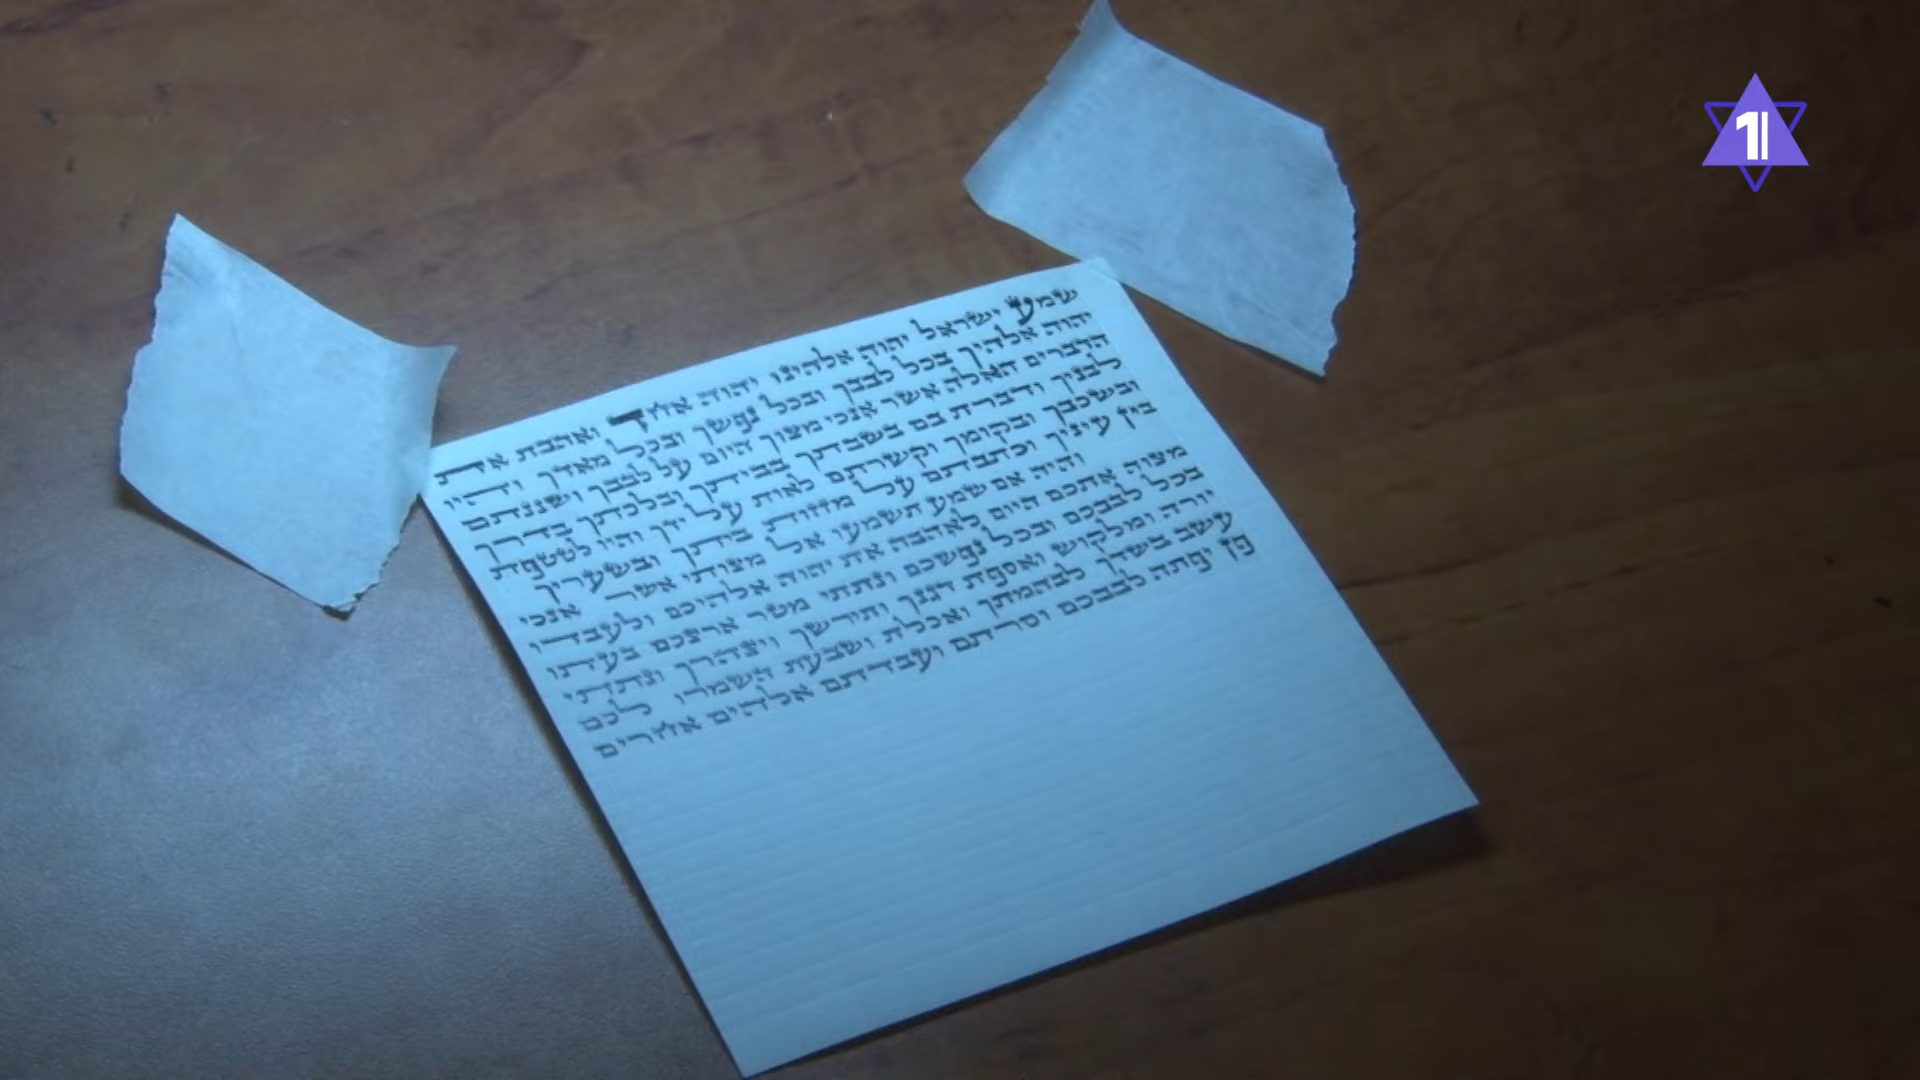 שמע ישראל יהוה אלהינו יהוה אחד ואהבת את
יהוה אלהיך בכל לבבך ובכל נפשך ובכל מאדך והיו
הדברים האלה אשר אנכי מצוך היום על לבבך ושננתם
לבניך ודברת בם בשבתך בביתך ובלכתך בדרך
ובשכבך ובקומך וקשרתם לאות על ידך והיו לטטפת
בין עיניך וכתבתם על מזזות ביתך ובשעריך
והיה אם שמע תשמעו אל מצותי אשר אנכי
מצוה אתכם היום לאהבה את יהוה אלהיכם ולעבדו
בכל לבבכם ובכל נפשכם ונתתי מטר ארצכם בעתו
יורה ומלקוש ואספת דגנך ותירשך ויצהרך ונתתי
עשב בשדך לבהמתך ואכלת ושבעת השמרו לכם
פן יפתה לבבכם וסרתם ועבדתם אלהים אחרים